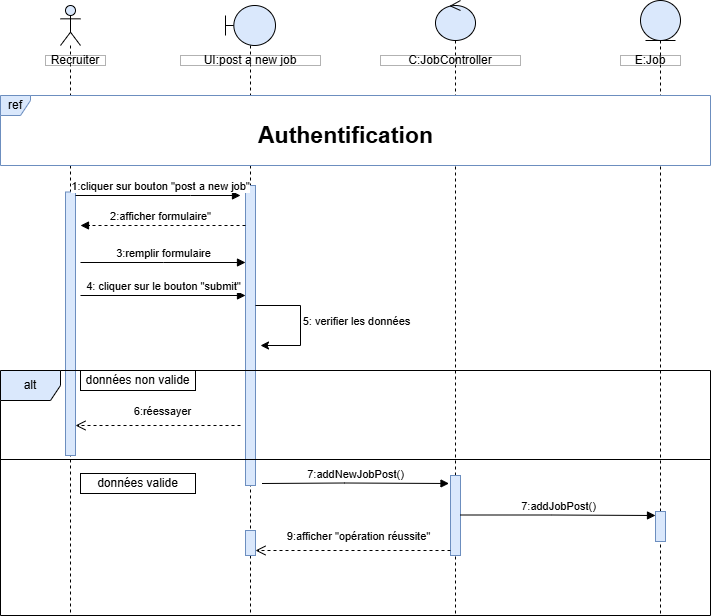 Recruiter
UI:post a new job
C:JobController
E:Job
ref
Authentification
1:cliquer sur bouton "post a new job"
2:afficher formulaire"
3:remplir formulaire
4: cliquer sur le bouton "submit"
5: verifier les données
alt
données non valide
6:réessayer
données valide
7:addNewJobPost()
7:addJobPost()
9:afficher "opération réussite"